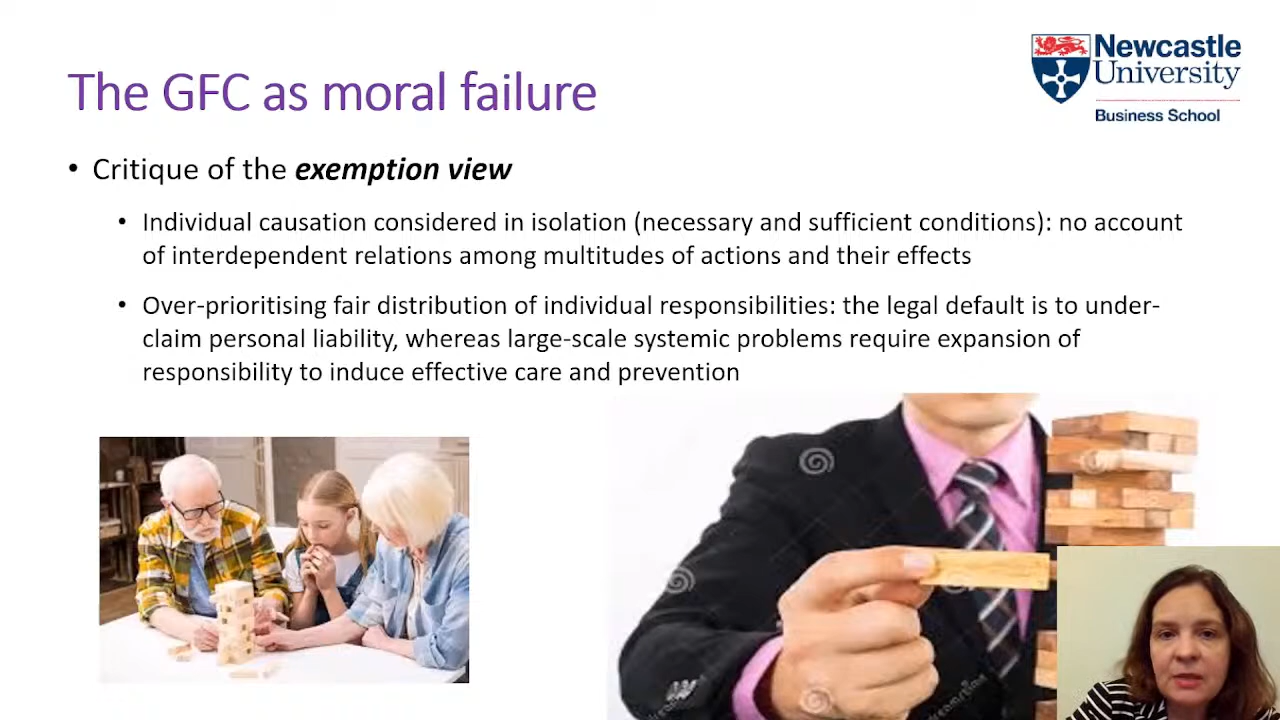 The GFC as moral failure
Newcastle
University
Business School
• Critique of the exemption view
• Individual causation considered in isolation (necessary and sufficient conditions): no account
of interdependent relations among multitudes of actions and their effects
• Over-prioritising fair distribution of individual responsibilities: the legal default is to under-
claim personal liability, whereas large-scale systemic problems require expansion of
responsibility to induce effective care and prevention